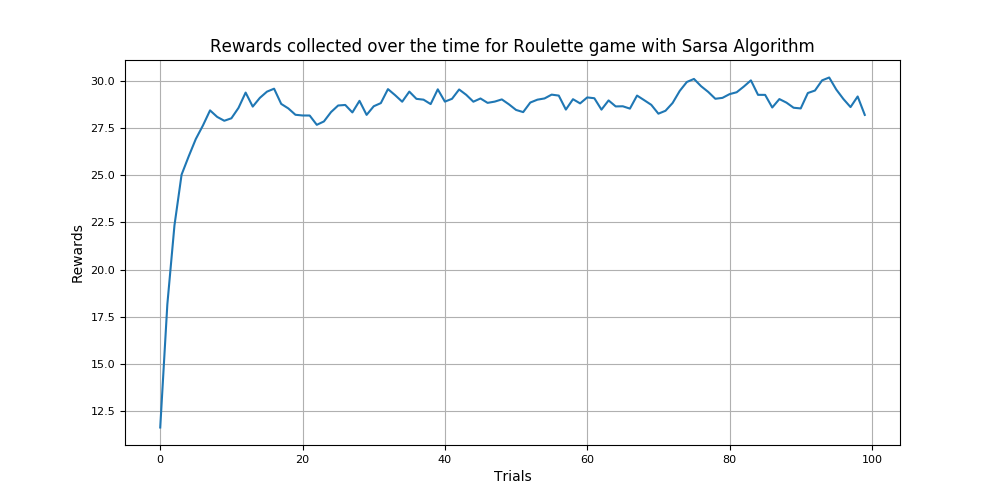 Rewards collected over the time for Roulette game with Sarsa Algorithm
30.0
27.5
25.0
22.5
20.0
17.5
15.0
12.5
Rewards
0 20 40 60 80 100
Trials